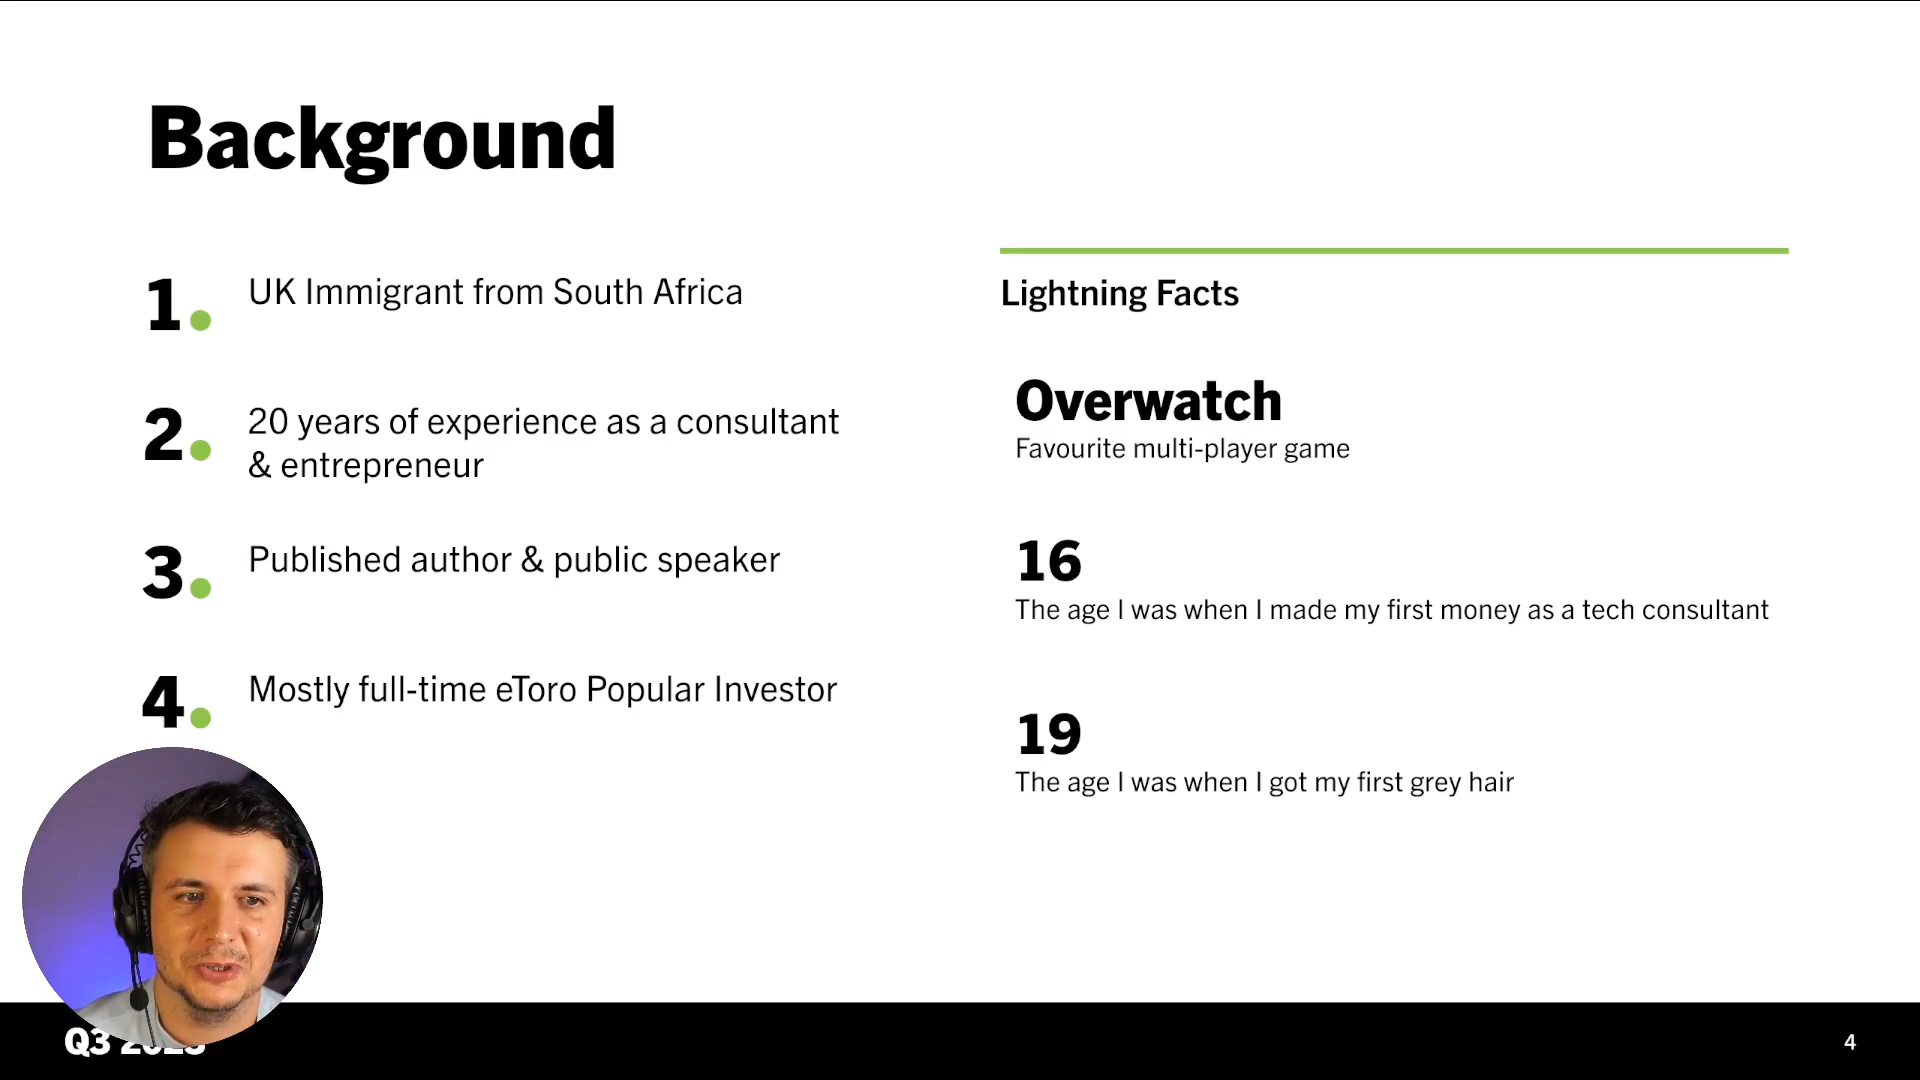 Background
1.
UK Immigrant from South Africa
2.
20 years of experience as a consultant
& entrepreneur
3.
Published author & public speaker
4.
Mostly full-time eToro Popular Investor
Lightning Facts
Overwatch
Favourite multi-player game
16
The age I was when I made my first money as a tech consultant
19
The age I was when I got my first grey hair
Q3
4